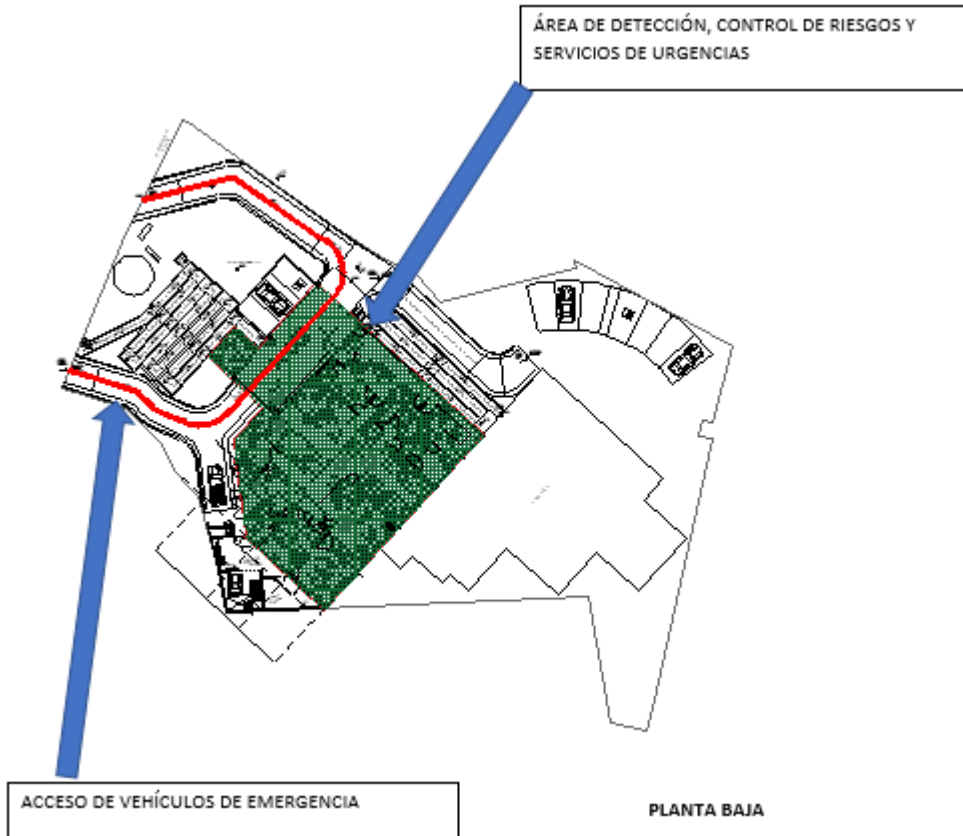 ÁREA DE DETECCIÓN, CONTROL DE RIESGOS Y
SERVICIOS DE URGENCIAS
ACCESO DE VEHÍCULOS DE EMERGENCIA
PLANTA BAJA